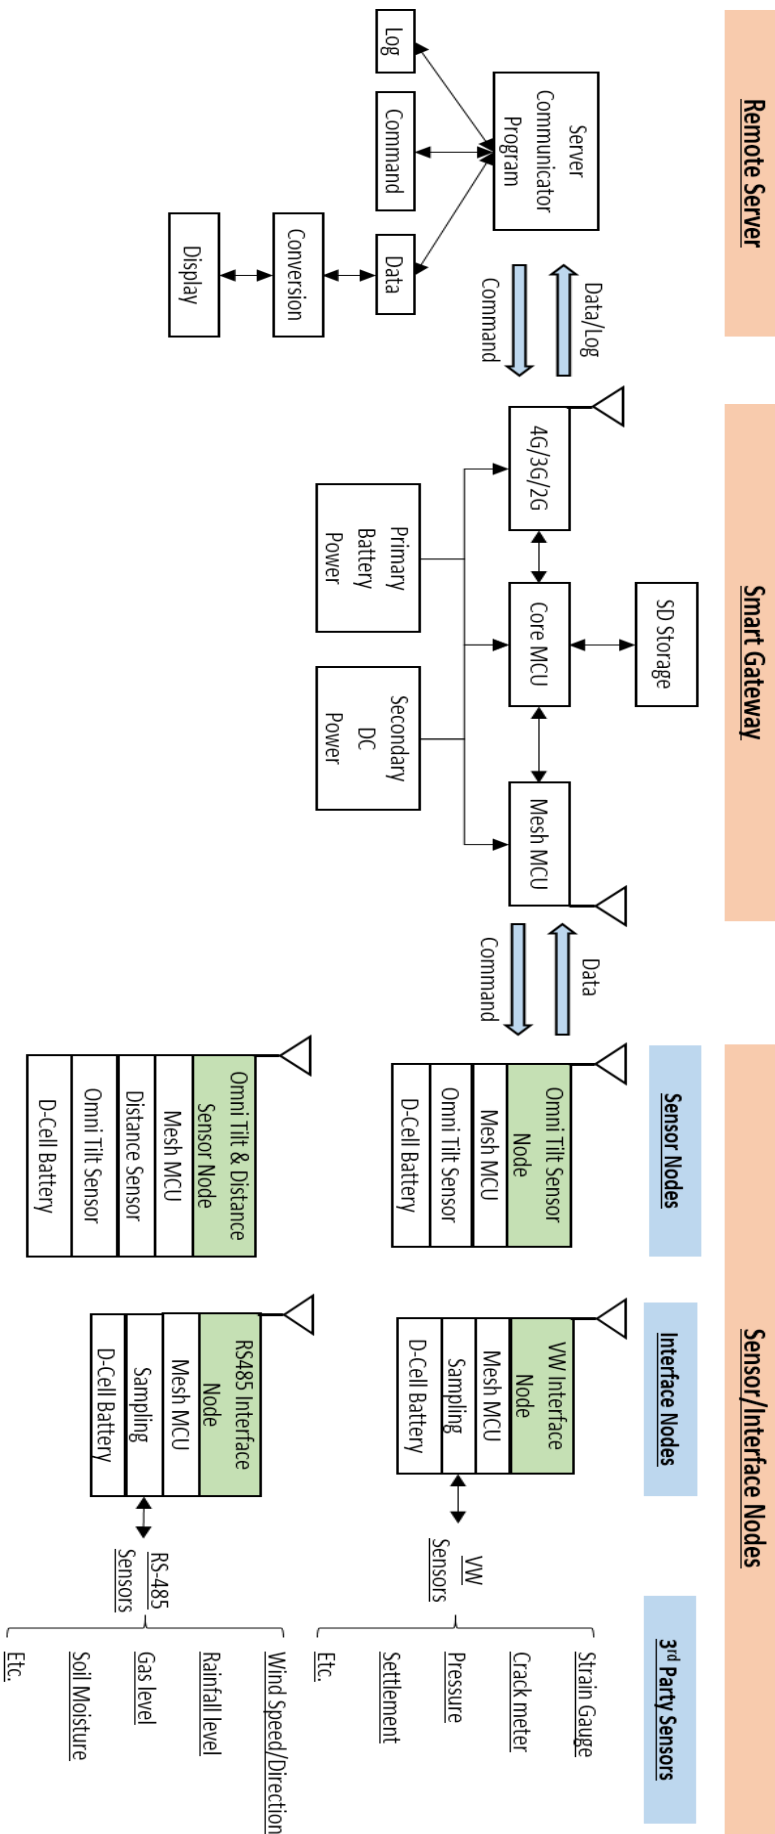 Remote Server
Server
Communicator
Program
Log
Command
Data
Conversion
Display
Data/Log
Command
Smart Gateway
SD Storage
4G/3G/2G
Core MCU
Mesh MCU
Primary
Battery
Power
Secondary
DC
Power
Data
Command
Sensor/Interface Nodes
Sensor Nodes
Omni Tilt Sensor
Node
Mesh MCU
Omni Tilt Sensor
D-Cell Battery
Omni Tilt & Distance
Sensor Node
Mesh MCU
Distance Sensor
Omni Tilt Sensor
D-Cell Battery
Interface Nodes
VW Interface
Node
Mesh MCU
Sampling
D-Cell Battery
RS485 Interface
Node
Mesh MCU
Sampling
D-Cell Battery
3rd Party Sensors
VW
Sensors
Strain Gauge
Crack meter
Pressure
Settlement
Etc.
RS-485
Sensors
Wind Speed/Direction
Rainfall level
Gas level
Soil Moisture
Etc.